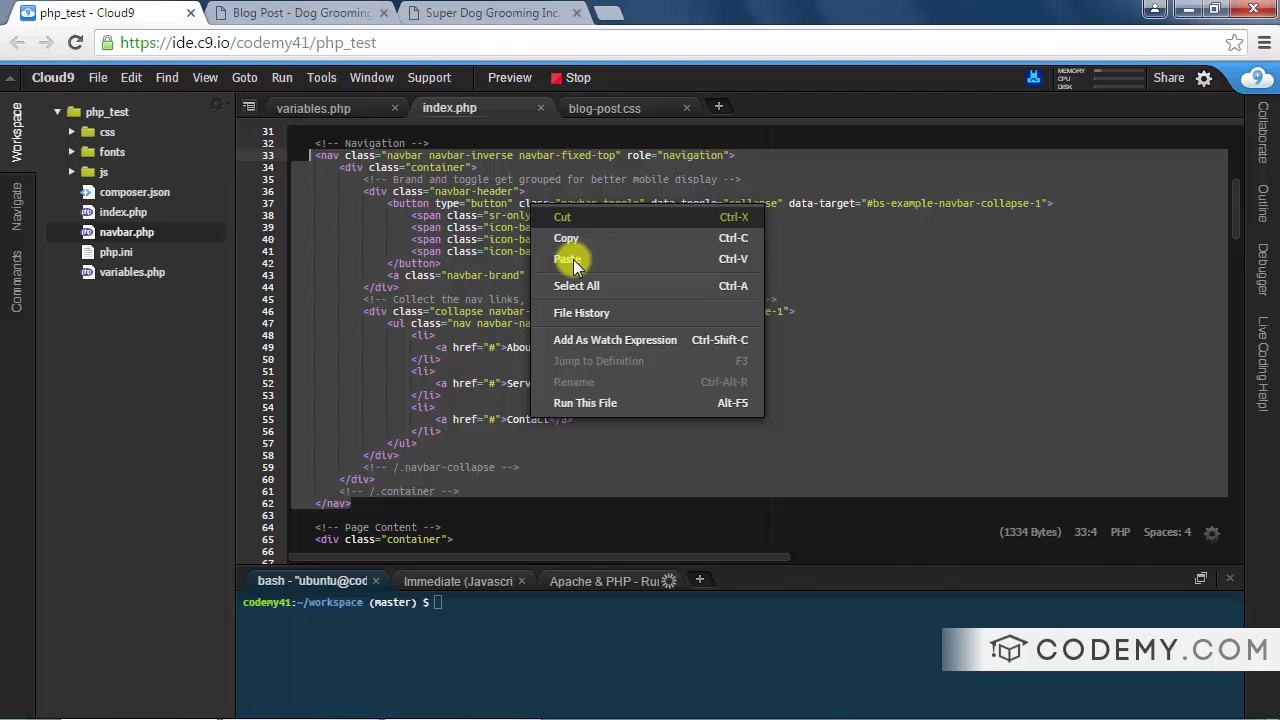 php_test - Cloud9
Blog Post - Dog Grooming
Super Dog Grooming Inc.
https://ide.c9.io/codemy41/php_test
Cloud9 File Edit Find View Goto Run Tools Window Support Preview Stop MEMORY CPU DISK Share
Workspace
Navigate
Commands
php_test
css
fonts
js
composer.json
index.php
navbar.php
php.ini
variables.php
variables.php index.php blog-post.css
31
32 <!-- Navigation -->
33 <nav class="navbar navbar-inverse navbar-fixed-top" role="navigation">
34 <div class="container">
35 <!-- Brand and toggle get grouped for better mobile display -->
36 <div class="navbar-header">
37 <button type="button" class="navbar-toggle" data-toggle="collapse" data-target="#bs-example-navbar-collapse-1">
38 <span class="sr-only
39 <span class="icon-ba
40 <span class="icon-ba
41 <span class="icon-ba
42 </button>
43 <a class="navbar-brand"
44 </div>
45 <!-- Collect the nav links, -->
46 <div class="collapse navbar-1">
47 <ul class="nav navbar-na
48 <li>
49 <a href="#">Abou
50 </li>
51 <li>
52 <a href="#">Serv
53 </li>
54 <li>
55 <a href="#">Contact</a>
56 </li>
57 </ul>
58 </div>
59 <!-- /.navbar-collapse -->
60 </div>
61 <!-- /.container -->
62 </nav>
63
64 <!-- Page Content -->
65 <div class="container">
66
67
Cut Ctrl-X
Copy Ctrl-C
Paste Ctrl-V
Select All Ctrl-A
File History
Add As Watch Expression Ctrl-Shift-C
Jump to Definition F3
Rename Ctrl-Alt-R
Run This File Alt-F5
(1334 Bytes) 33:4 PHP Spaces: 4
Collaborate
Outline
Debugger
Live Coding Help!
bash - "ubuntu@cod Immediate (Javascri Apache & PHP - Ru
codemy41:~/workspace (master) $
CODEMY.COM